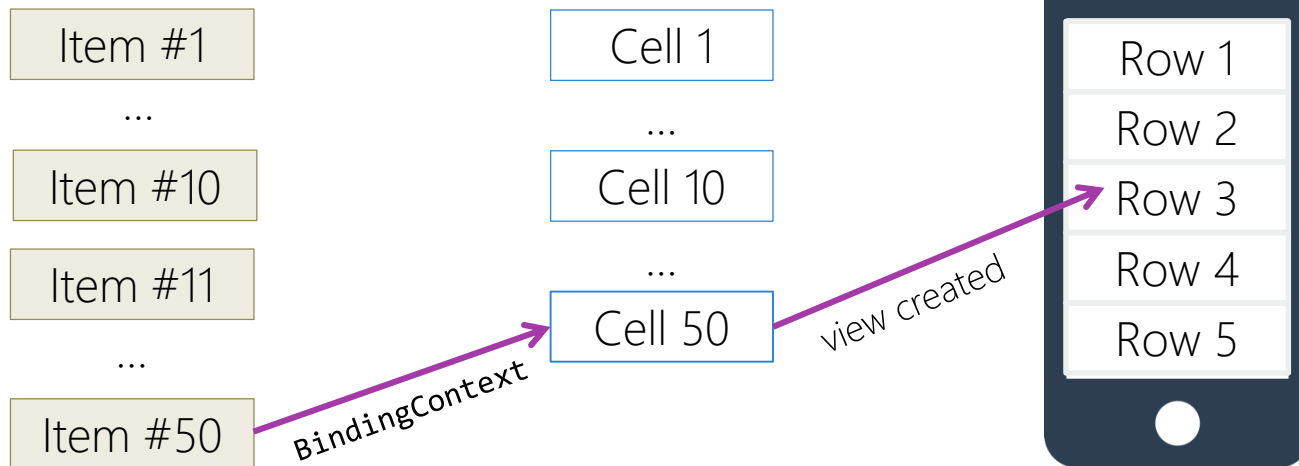 Item #1
...
Item #10
Item #11
...
Item #50
BindingContext
Cell 1
...
Cell 10
...
Cell 50
view created
Row 1
Row 2
Row 3
Row 4
Row 5